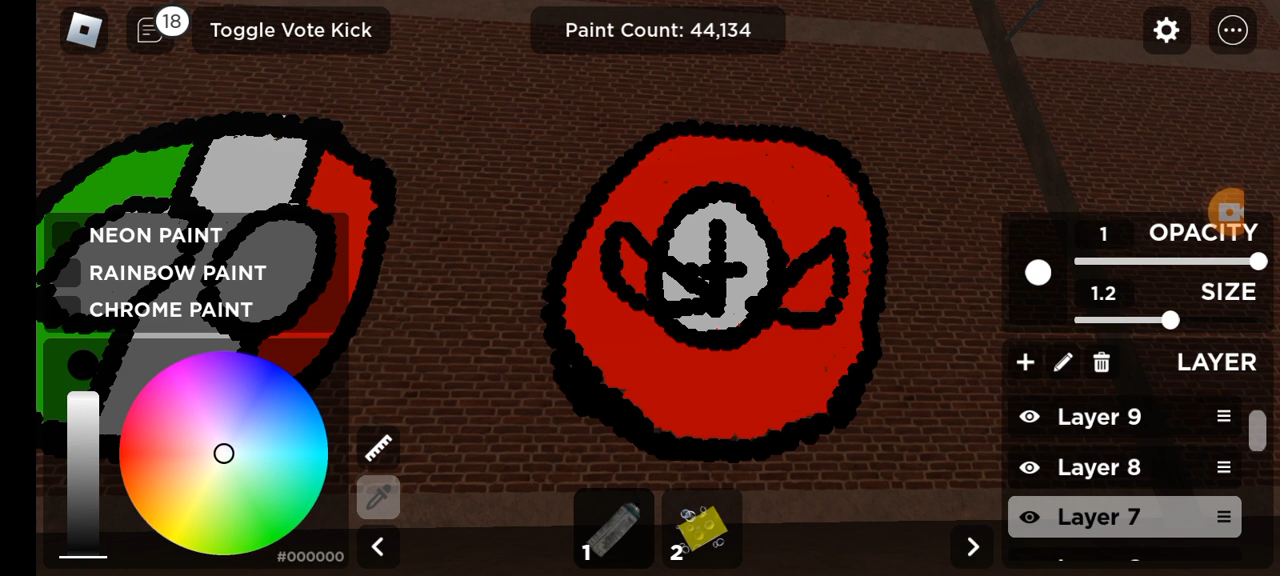 18
Toggle Vote Kick
Paint Count: 44,134
NEON PAINT
RAINBOW PAINT
CHROME PAINT
#000000
1
2
1 OPACITY
1.2 SIZE
LAYER
Layer 9
Layer 8
Layer 7